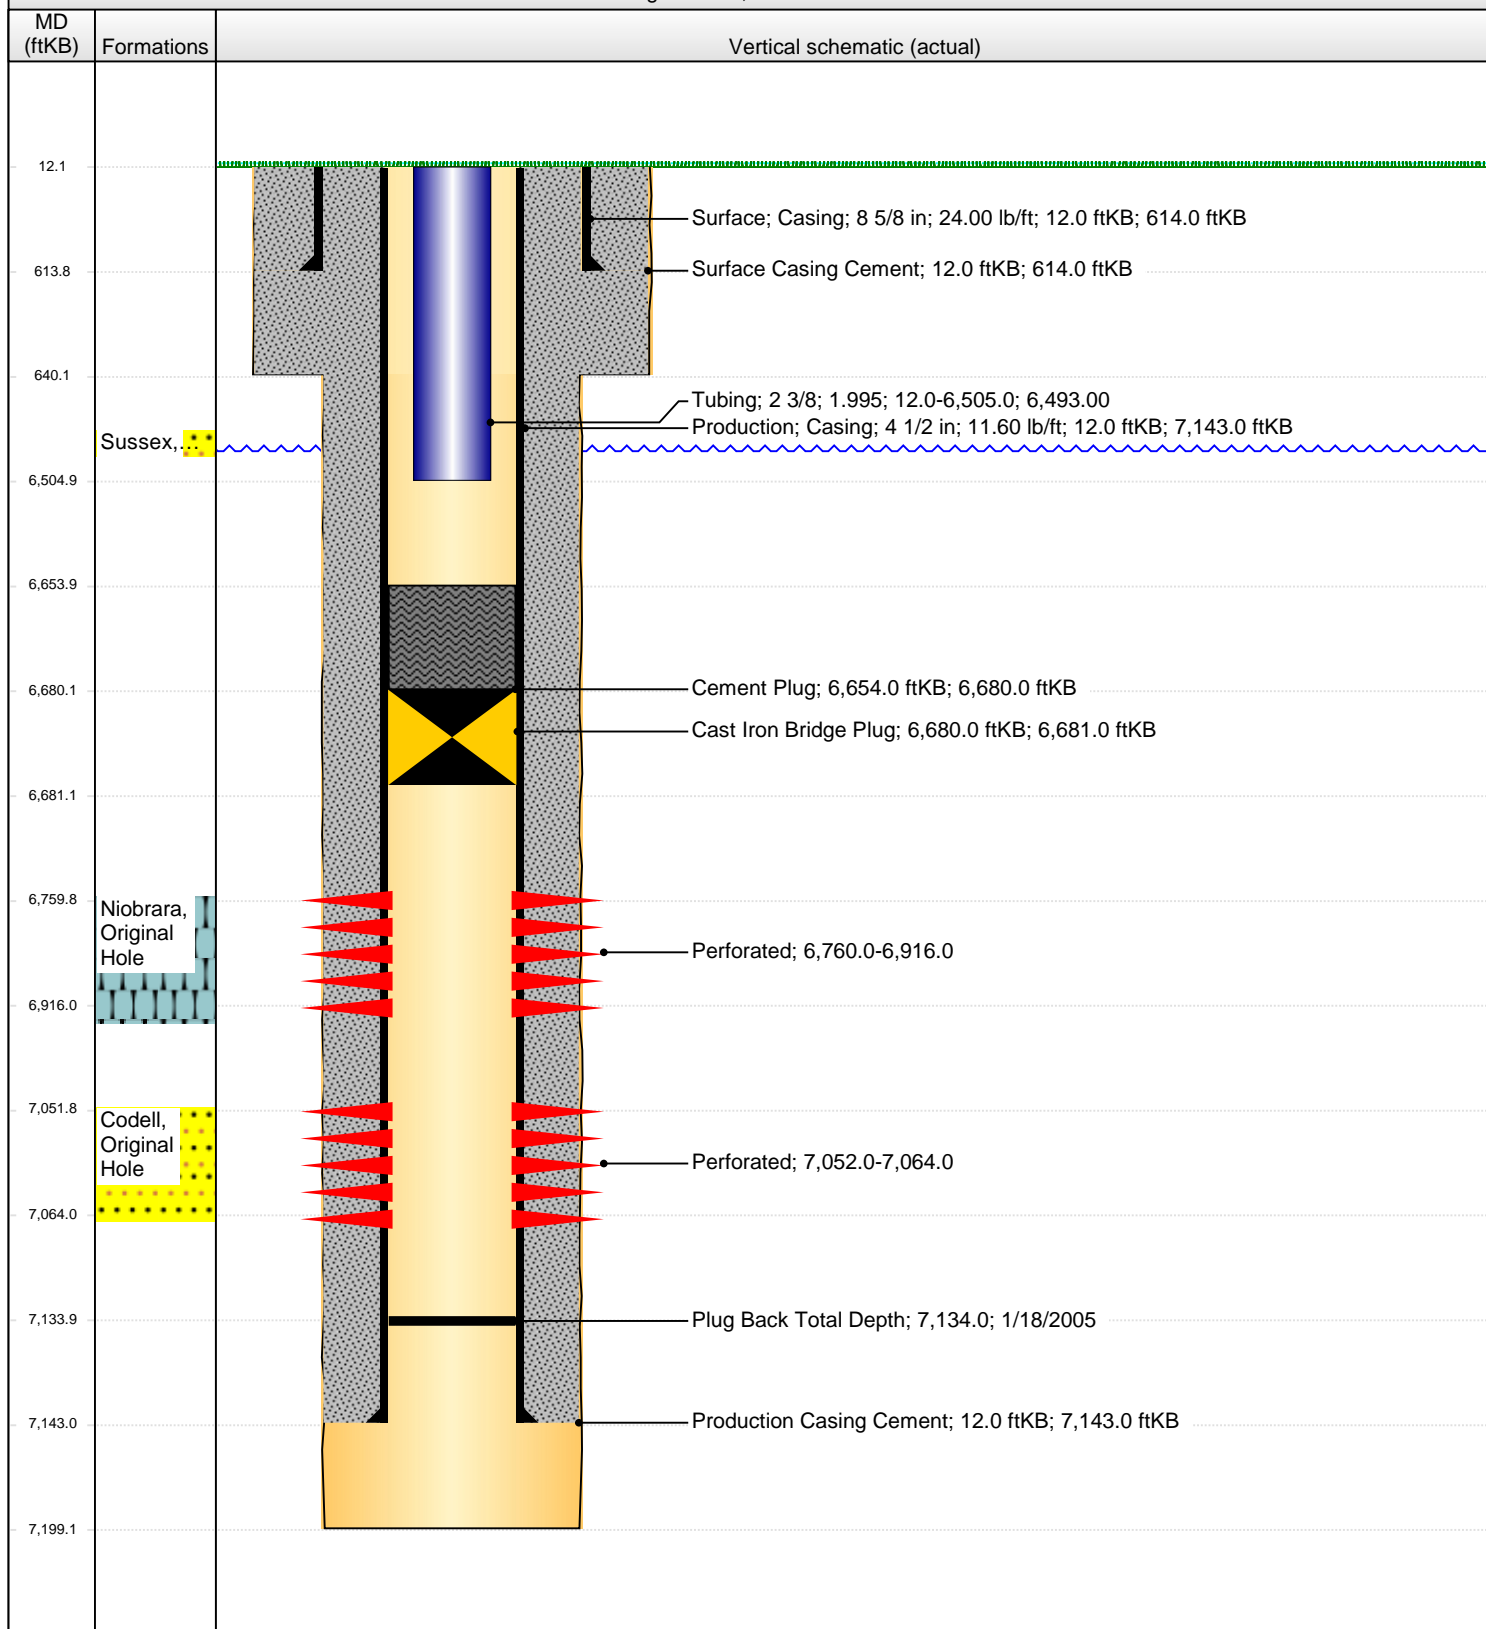 MD
(ftKB)
Formations
Vertical schematic (actual)
12.1
Surface; Casing; 8 5/8 in; 24.00 lb/ft; 12.0 ftKB; 614.0 ftKB
613.8
Surface Casing Cement; 12.0 ftKB; 614.0 ftKB
640.1
Tubing; 2 3/8; 1.995; 12.0-6,505.0; 6,493.00
Production; Casing; 4 1/2 in; 11.60 lb/ft; 12.0 ftKB; 7,143.0 ftKB
Sussex,...
6,504.9
6,653.9
6,680.1
Cement Plug; 6,654.0 ftKB; 6,680.0 ftKB
Cast Iron Bridge Plug; 6,680.0 ftKB; 6,681.0 ftKB
6,681.1
6,759.8
Niobrara,
Original
Hole
Perforated; 6,760.0-6,916.0
6,916.0
7,051.8
Codell,
Original
Hole
Perforated; 7,052.0-7,064.0
7,064.0
7,133.9
Plug Back Total Depth; 7,134.0; 1/18/2005
7,143.0
Production Casing Cement; 12.0 ftKB; 7,143.0 ftKB
7,199.1